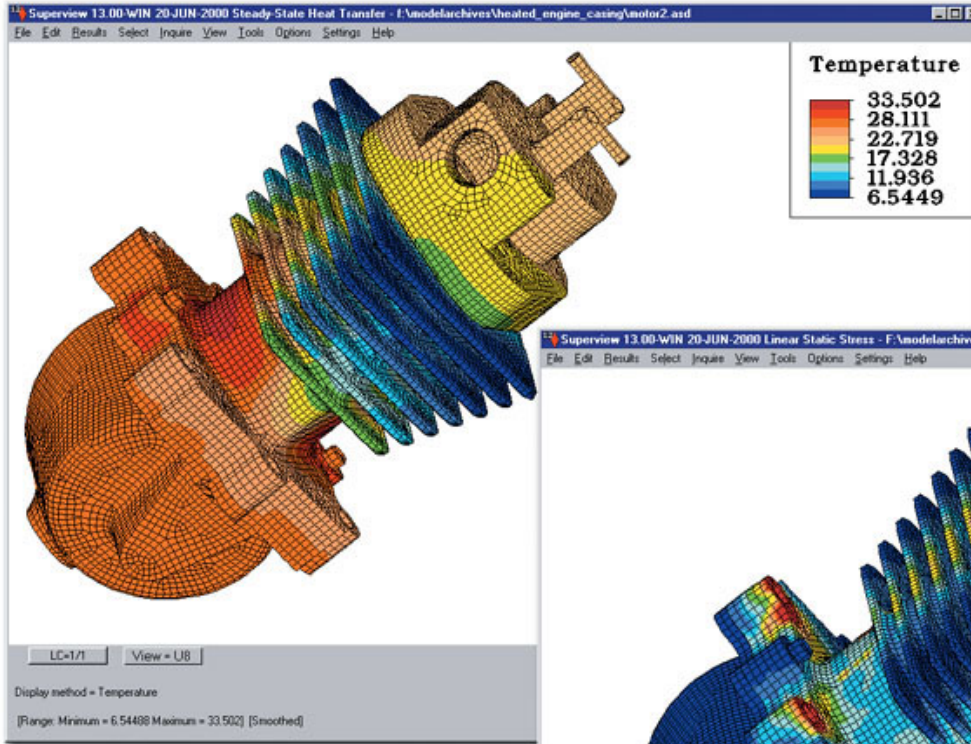 Superview 13.00-WIN 20-JUN-2000 Steady-State Heat Transfer - f:\modelarchives\heated_engine_casing\motor2.asd
File Edit Results Select Inquire View Tools Options Settings Help
Temperature
33.502
28.111
22.719
17.328
11.936
6.5449
Superview 13.00-WIN 20-JUN-2000 Linear Static Stress - F:\modelarchive
File Edit Results Select Inquire View Tools Options Settings Help
LC=1/1 View = U8
Display method = Temperature
[Range: Minimum = 6.54488 Maximum = 33.502] [Smoothed]